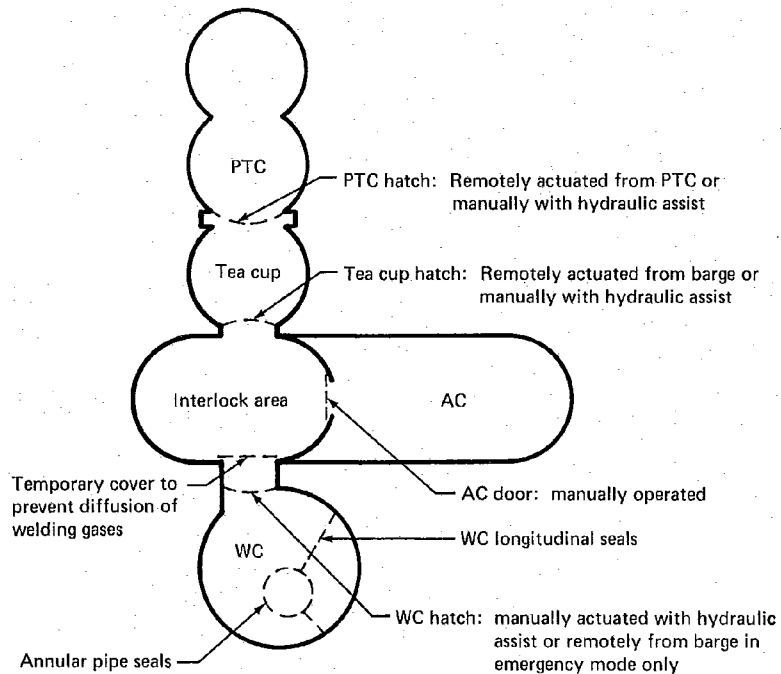 PTC
PTC hatch: Remotely actuated from PTC or
manually with hydraulic assist
Tea cup
Tea cup hatch: Remotely actuated from barge or
manually with hydraulic assist
Interlock area
AC
Temporary cover to
prevent diffusion of
welding gases
AC door: manually operated
WC longitudinal seals
WC
WC hatch: manually actuated with hydraulic
assist or remotely from barge in
emergency mode only
Annular pipe seals